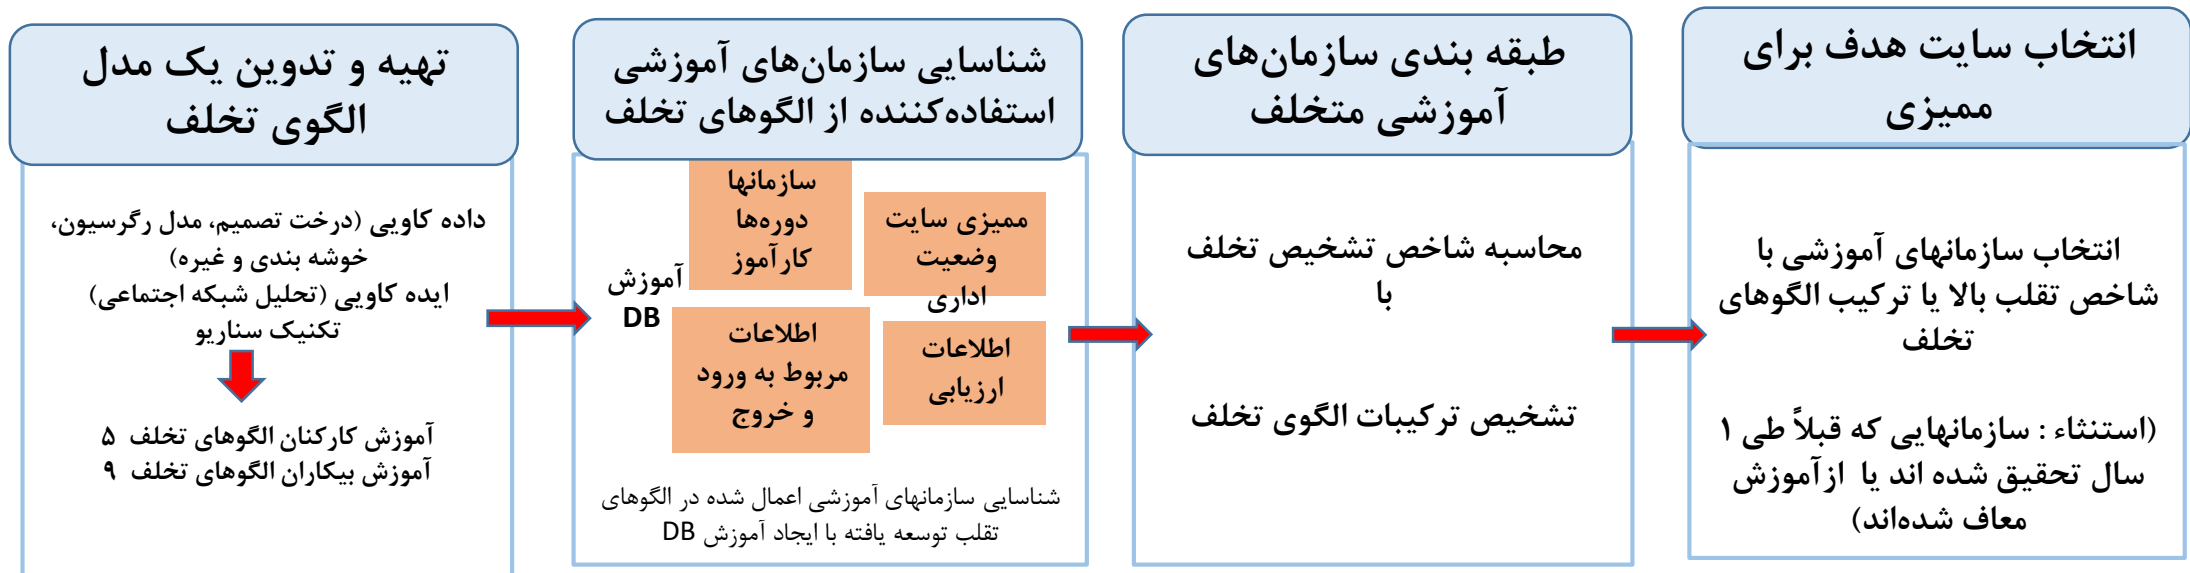 تهیه و تدوین یک مدل
الگوی تخلف
داده کاویی (درخت تصمیم، مدل رگرسیون،
خوشه بندی و غیره)
ایده کاویی (تحلیل شبکه اجتماعی)
تکنیک سناریو
آموزش کارکنان الگوهای تخلف ۵
آموزش بیکاران الگوهای تخلف ۹
شناسایی سازمان‌های آموزشی
استفاده‌کننده از الگوهای تخلف
آموزش
DB
سازمانها
دوره‌ها
کارآموز
ممیزی سایت
وضعیت
اداری
اطلاعات
مربوط به ورود
و خروج
اطلاعات
ارزیابی
شناسایی سازمانهای آموزشی اعمال شده در الگوهای
تقلب توسعه یافته با ایجاد آموزش DB
طبقه بندی سازمان‌های
آموزشی متخلف
محاسبه شاخص تشخیص تخلف
با
تشخیص ترکیبات الگوی تخلف
انتخاب سایت هدف برای
ممیزی
انتخاب سازمانهای آموزشی با
شاخص تقلب بالا یا ترکیب الگوهای
تخلف
(استنثاء : سازمانهایی که قبلاً طی ۱
سال تحقیق شده اند یا ازآموزش
معاف شده‌اند)